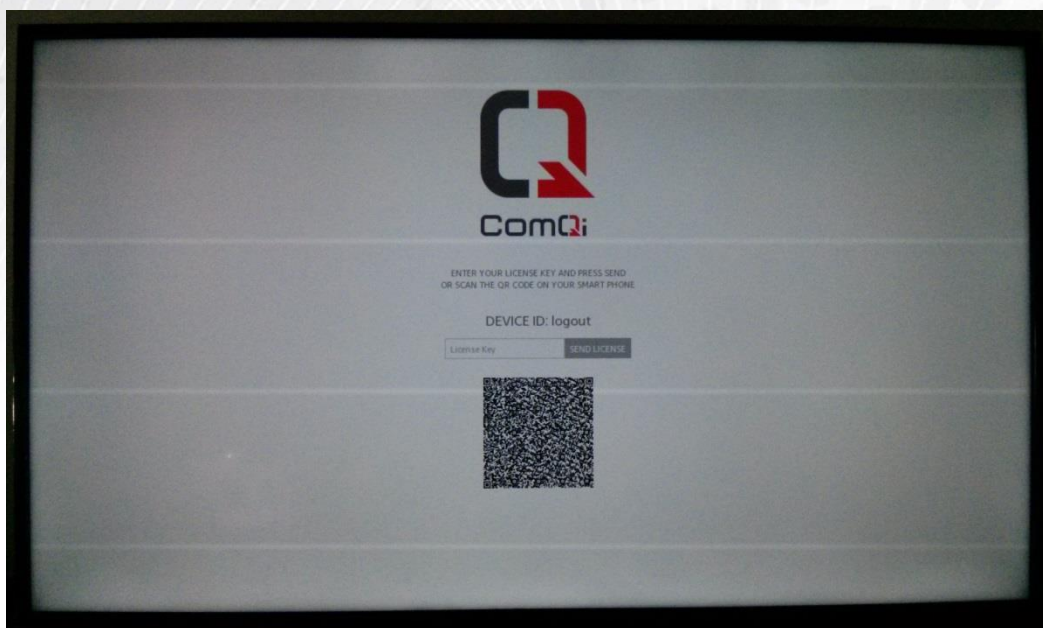 ComQi
ENTER YOUR LICENSE KEY AND PRESS SEND
OR SCAN THE QR CODE ON YOUR SMART PHONE
DEVICE ID: logout
License Key
SEND LICENSE